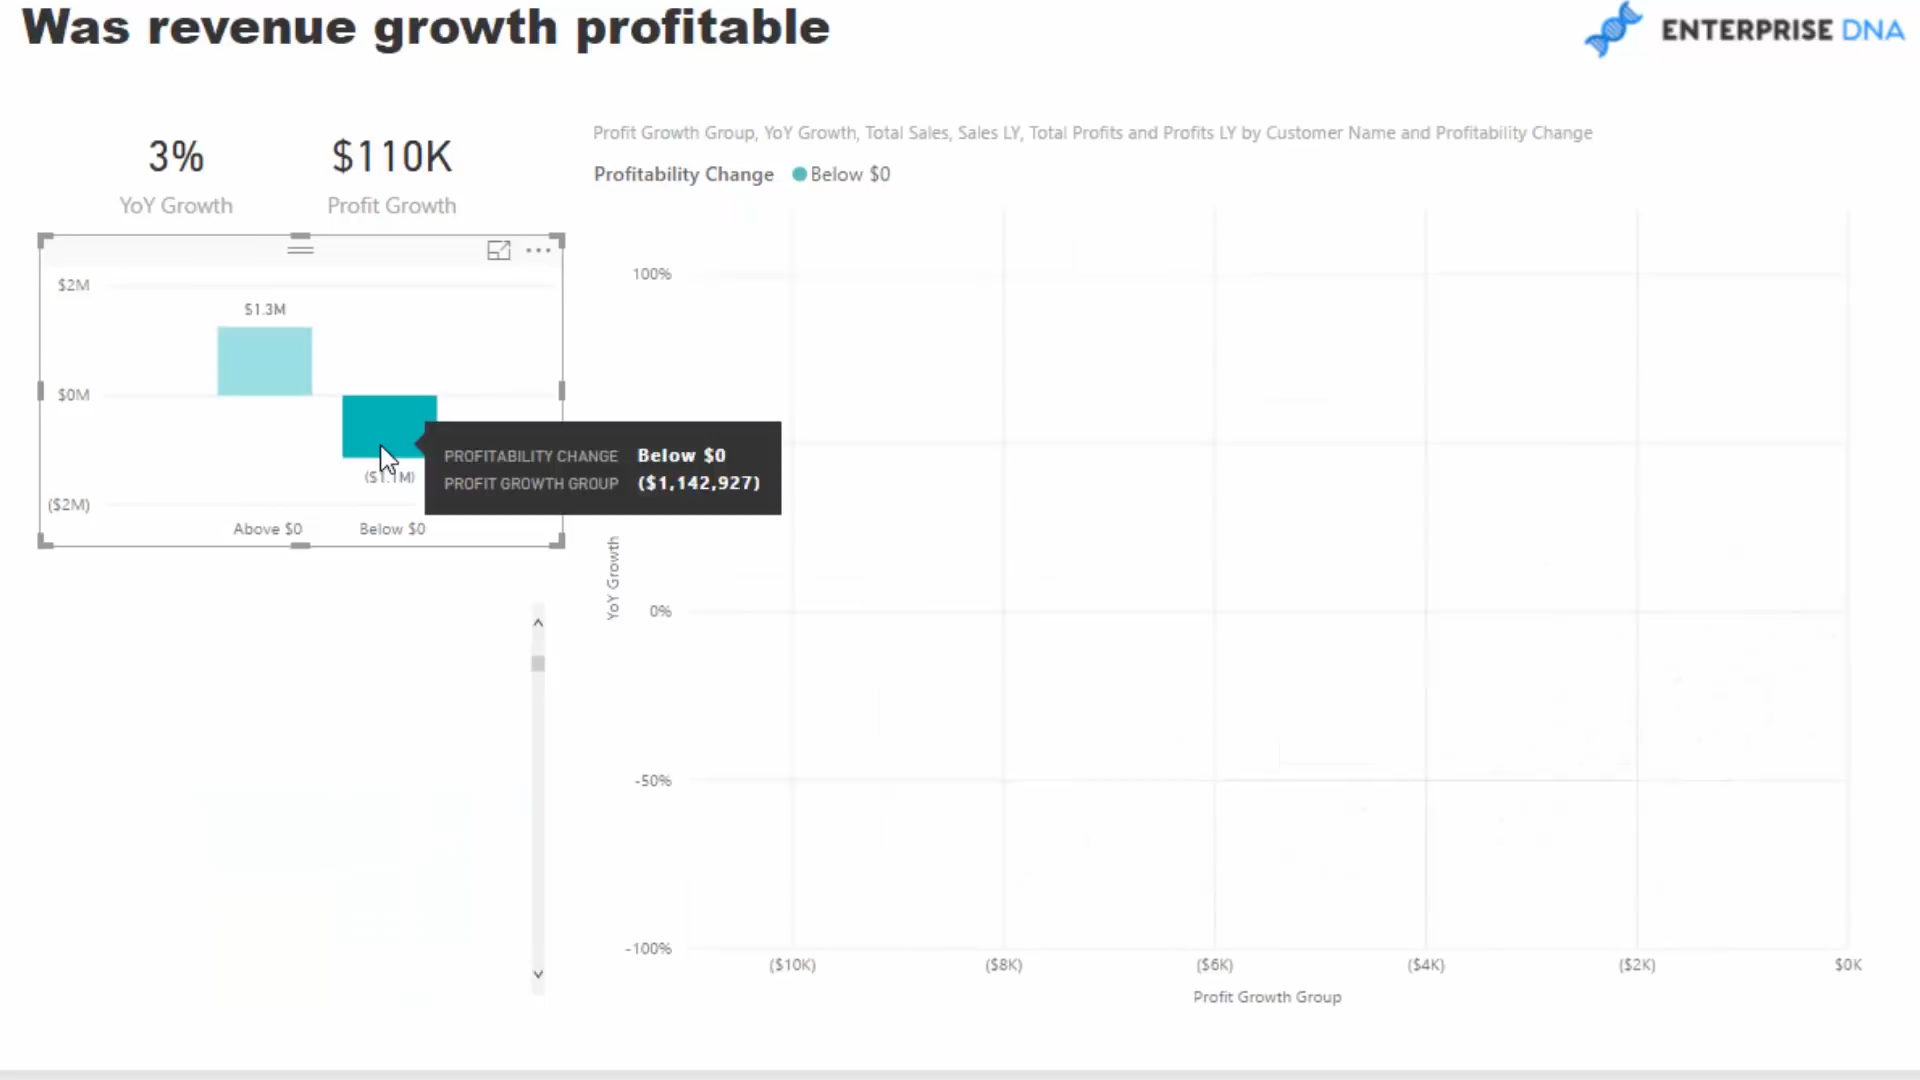 Was revenue growth profitable
ENTERPRISE DNA
3%
YoY Growth
$110K
Profit Growth
Profit Growth Group, YoY Growth, Total Sales, Sales LY, Total Profits and Profits LY by Customer Name and Profitability Change
Profitability Change
Below $0
$2M
$0M
($2M)
$1.3M
($1.1M)
Above $0
Below $0
PROFITABILITY CHANGE Below $0
PROFIT GROWTH GROUP ($1,142,927)
YoY Growth
100%
0%
-50%
-100%
($10K)
($8K)
($6K)
($4K)
($2K)
$0K
Profit Growth Group